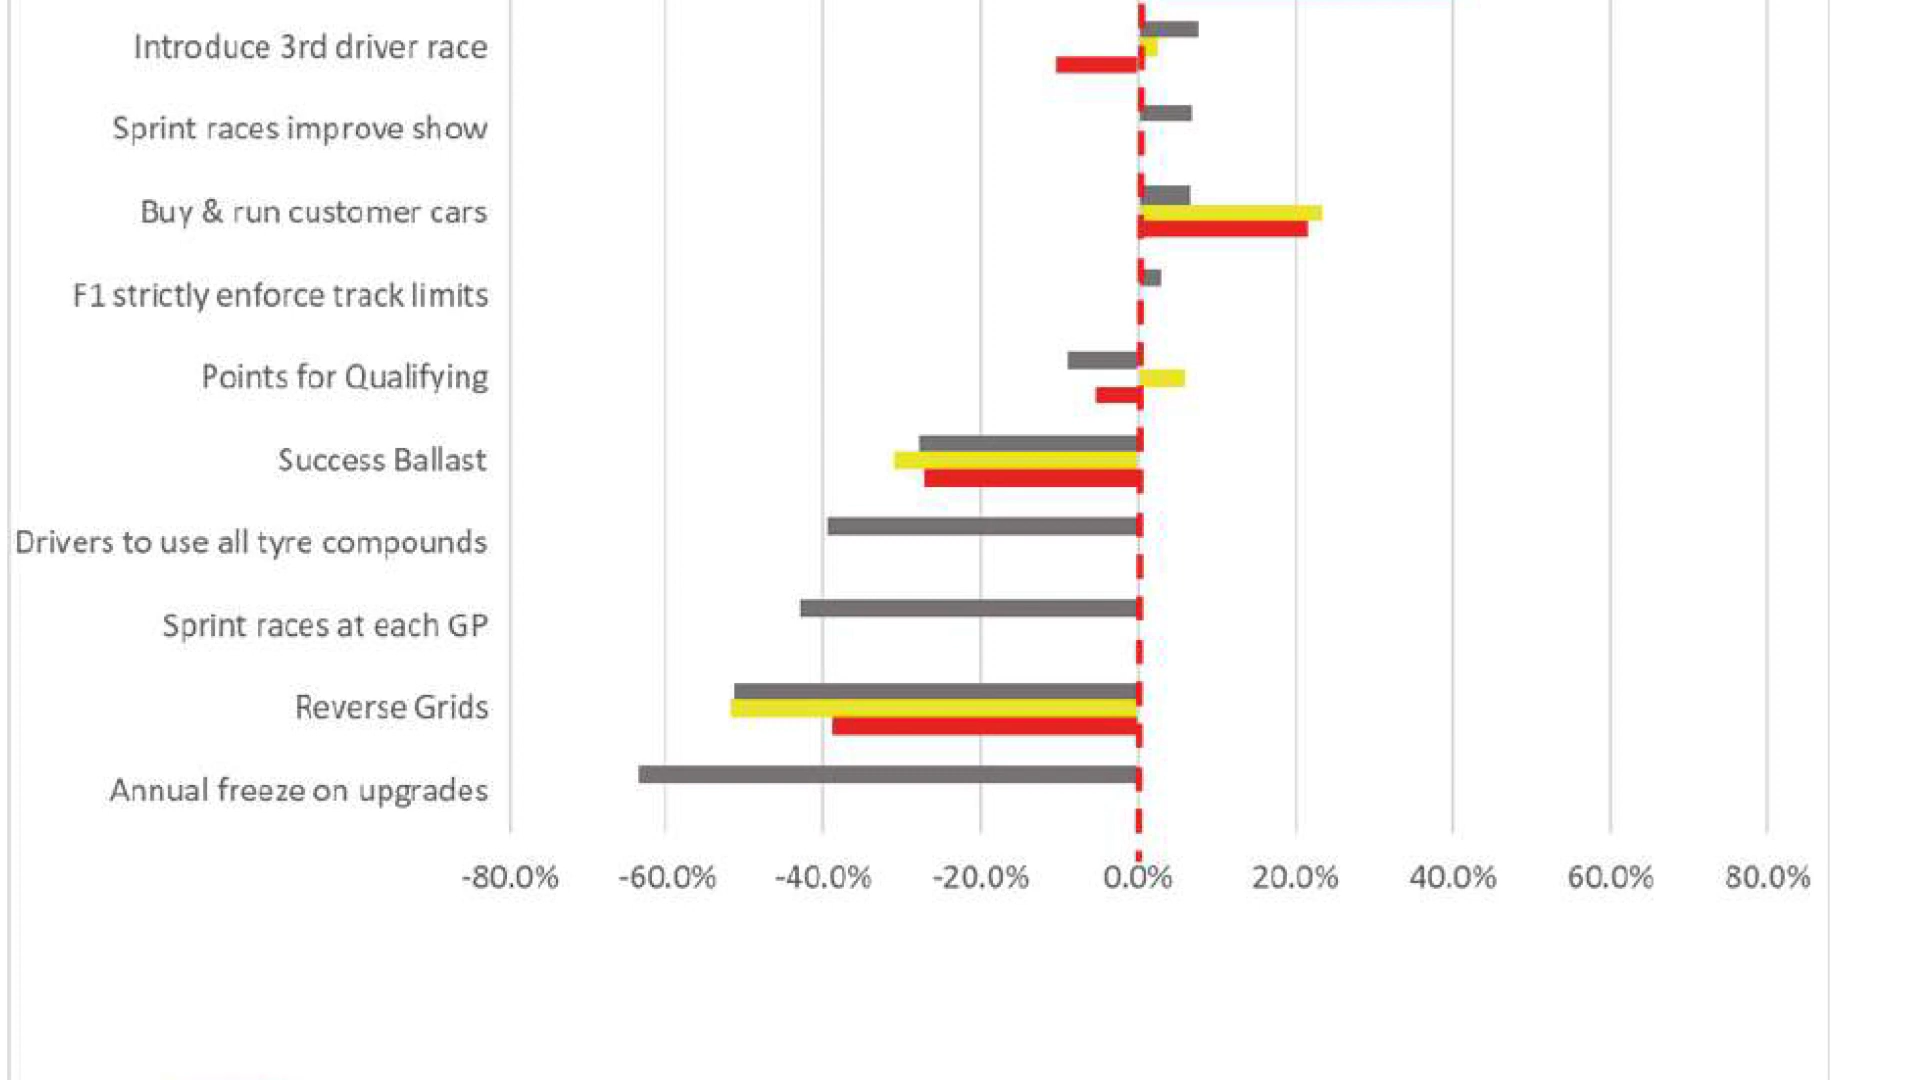 Introduce 3rd driver race
Sprint races improve show
Buy & run customer cars
F1 strictly enforce track limits
Points for Qualifying
Success Ballast
Drivers to use all tyre compounds
Sprint races at each GP
Reverse Grids
Annual freeze on upgrades
-80.0% -60.0% -40.0% -20.0% 0.0% 20.0% 40.0% 60.0% 80.0%